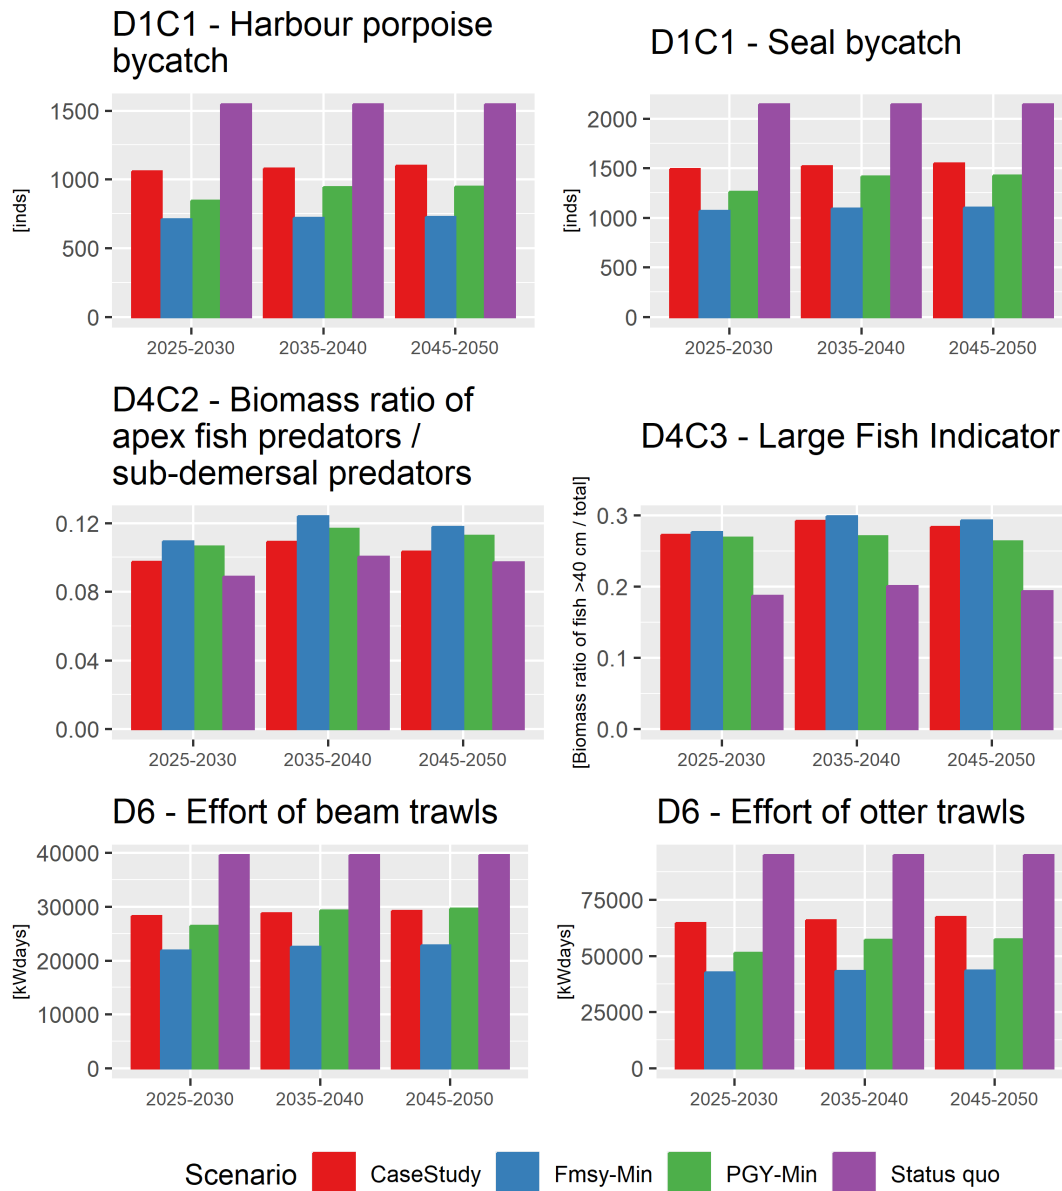 D1C1 - Harbour porpoise
bycatch
[inds]
1500
1000
500
0
2025-2030
2035-2040
2045-2050
D1C1 - Seal bycatch
[inds]
2000
1500
1000
500
0
2025-2030
2035-2040
2045-2050
D4C2 - Biomass ratio of
apex fish predators /
sub-demersal predators
0.12
0.08
0.04
0.00
2025-2030
2035-2040
2045-2050
D4C3 - Large Fish Indicator
[Biomass ratio of fish >40 cm / total]
0.3
0.2
0.1
0.0
2025-2030
2035-2040
2045-2050
D6 - Effort of beam trawls
[kWdays]
40000
30000
20000
10000
0
2025-2030
2035-2040
2045-2050
D6 - Effort of otter trawls
[kWdays]
75000
50000
25000
0
2025-2030
2035-2040
2045-2050
Scenario CaseStudy Fmsy-Min PGY-Min Status quo